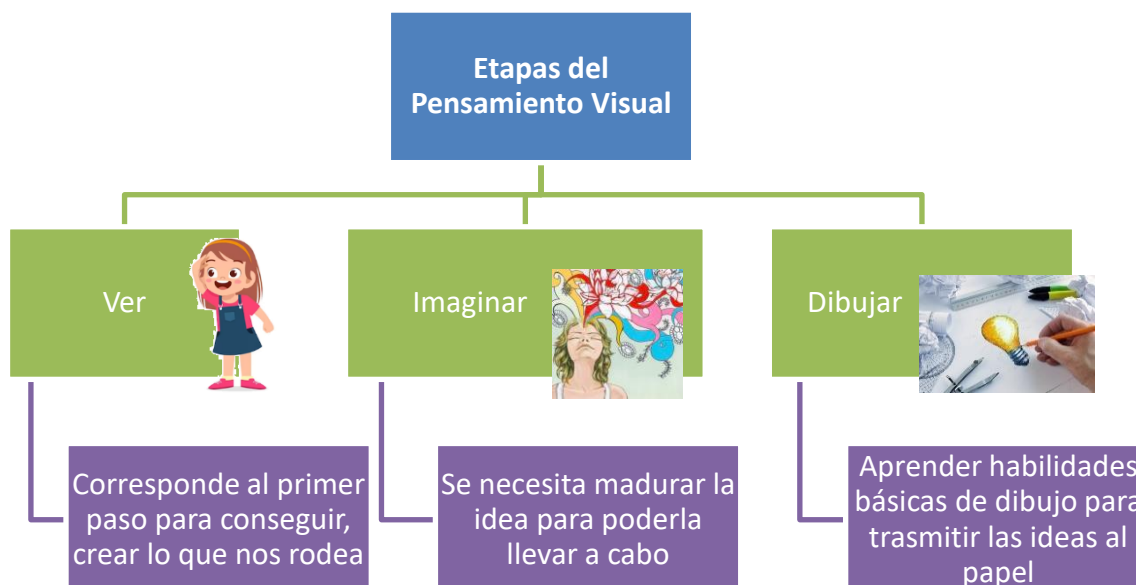 Etapas del
Pensamiento Visual
Ver
Imaginar
Dibujar
Corresponde al primer
paso para conseguir,
crear lo que nos rodea
Se necesita madurar la
idea para poderla
llevar a cabo
Aprender habilidades
básicas de dibujo para
trasmitir las ideas al
papel